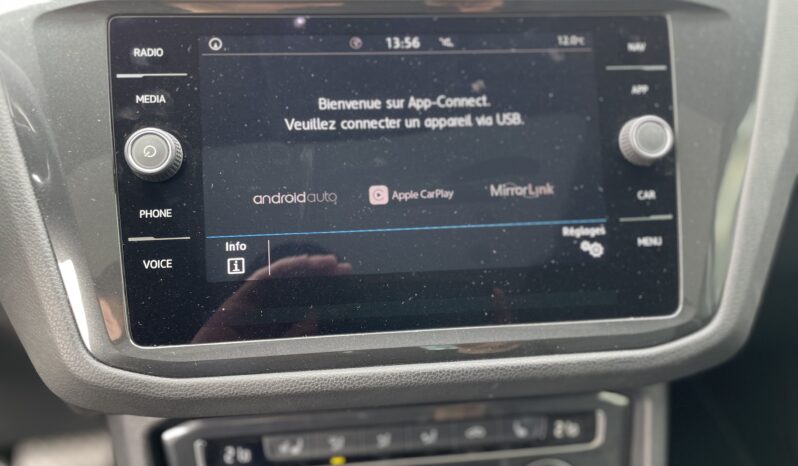 RADIO
MEDIA
PHONE
VOICE
13:56
12.0°C
Bienvenue sur App-Connect.
Veuillez connecter un appareil via USB.
androidauto
Apple CarPlay
MirrorLink
Info
Réglages
NAV
APP
CAR
MENU